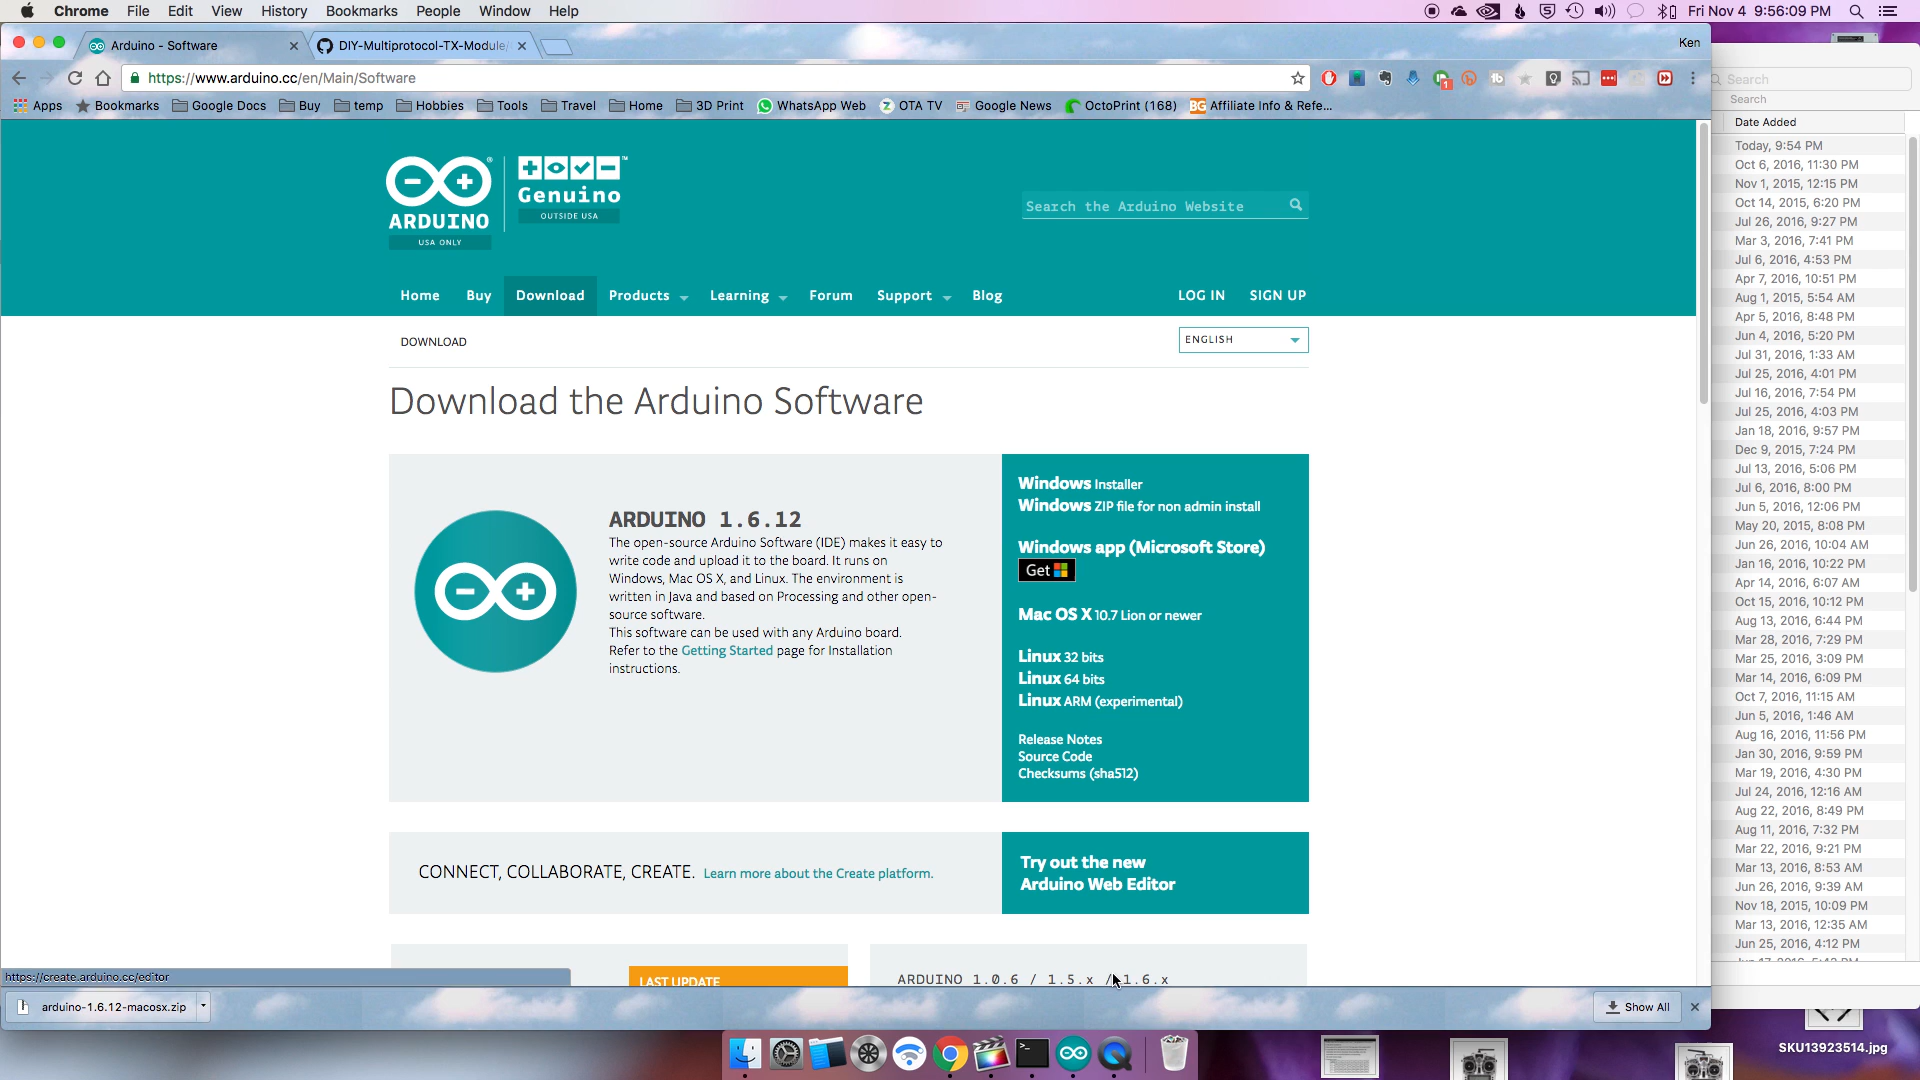 Chrome File Edit View History Bookmarks People Window Help
Fri Nov 4 9:56:09 PM
Arduino - Software
DIY-Multiprotocol-TX-Module/
Ken
https://www.arduino.cc/en/Main/Software
Search
Apps Bookmarks Google Docs Buy temp Hobbies Tools Travel Home 3D Print WhatsApp Web OTA TV Google News OctoPrint (168) Affiliate Info & Refe...
Search
Date Added
Today, 9:54 PM
Oct 6, 2016, 11:30 PM
Nov 1, 2015, 12:15 PM
Oct 14, 2015, 6:20 PM
Jul 26, 2016, 9:27 PM
Mar 3, 2016, 7:41 PM
Jul 6, 2016, 4:53 PM
Apr 7, 2016, 10:51 PM
Aug 1, 2015, 5:54 AM
Apr 5, 2016, 8:48 PM
Jun 4, 2016, 5:20 PM
Jul 31, 2016, 1:33 AM
Jul 25, 2016, 4:01 PM
Jul 16, 2016, 7:54 PM
Jul 25, 2016, 4:03 PM
Jan 18, 2016, 9:57 PM
Dec 9, 2015, 7:24 PM
Jul 13, 2016, 5:06 PM
Jul 6, 2016, 8:00 PM
Jun 5, 2016, 12:06 PM
May 20, 2015, 8:08 PM
Jun 26, 2016, 10:04 AM
Jan 16, 2016, 10:22 PM
Apr 14, 2016, 6:07 AM
Oct 15, 2016, 10:12 PM
Aug 13, 2016, 6:44 PM
Mar 28, 2016, 7:29 PM
Mar 25, 2016, 3:09 PM
Mar 14, 2016, 6:09 PM
Oct 7, 2016, 11:15 AM
Jun 5, 2016, 1:46 AM
Aug 16, 2016, 11:56 PM
Jan 30, 2016, 9:59 PM
Mar 19, 2016, 4:30 PM
Jul 24, 2016, 12:16 AM
Aug 22, 2016, 8:49 PM
Aug 11, 2016, 7:32 PM
Mar 22, 2016, 9:21 PM
Mar 13, 2016, 8:53 AM
Jun 26, 2016, 9:39 AM
Nov 18, 2015, 10:09 PM
Mar 13, 2016, 12:35 AM
Jun 25, 2016, 4:12 PM
ARDUINO
USA ONLY
Genuino
OUTSIDE USA
Search the Arduino Website
Home Buy Download Products Learning Forum Support Blog LOG IN SIGN UP
DOWNLOAD
ENGLISH
Download the Arduino Software
ARDUINO 1.6.12
The open-source Arduino Software (IDE) makes it easy to
write code and upload it to the board. It runs on
Windows, Mac OS X, and Linux. The environment is
written in Java and based on Processing and other open-
source software.
This software can be used with any Arduino board.
Refer to the Getting Started page for Installation
instructions.
Windows Installer
Windows ZIP file for non admin install
Windows app (Microsoft Store)
Get
Mac OS X 10.7 Lion or newer
Linux 32 bits
Linux 64 bits
Linux ARM (experimental)
Release Notes
Source Code
Checksums (sha512)
CONNECT, COLLABORATE, CREATE. Learn more about the Create platform.
Try out the new
Arduino Web Editor
LAST UPDATE
ARDUINO 1.0.6 / 1.5.x / 1.6.x
https://create.arduino.cc/editor
arduino-1.6.12-macosx.zip
Show All
SKU13923514.jpg